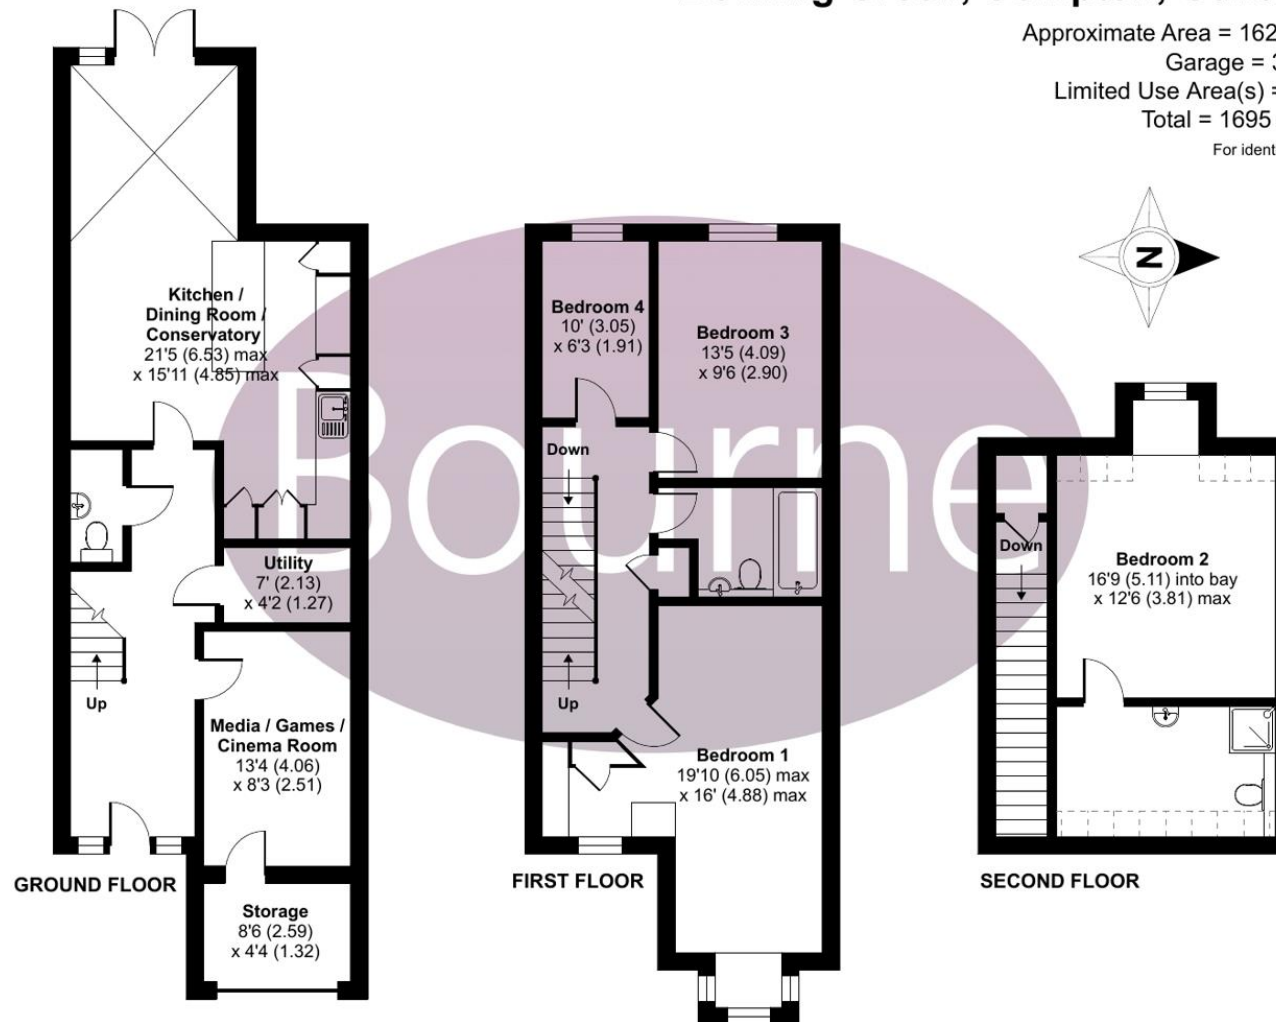 Approximate Area = 162
Garage = 3
Limited Use Area(s) =
Total = 1695
For ident
N
Kitchen /
Dining Room /
Conservatory
21'5 (6.53) max
x 15'11 (4.85) max
Utility
7' (2.13)
x 4'2 (1.27)
Up
Media / Games /
Cinema Room
13'4 (4.06)
x 8'3 (2.51)
Storage
8'6 (2.59)
x 4'4 (1.32)
GROUND FLOOR
Bedroom 4
10' (3.05)
x 6'3 (1.91)
Bedroom 3
13'5 (4.09)
x 9'6 (2.90)
Down
Up
Bedroom 1
19'10 (6.05) max
x 16' (4.88) max
FIRST FLOOR
Down
Bedroom 2
16'9 (5.11) into bay
x 12'6 (3.81) max
SECOND FLOOR
Bourne